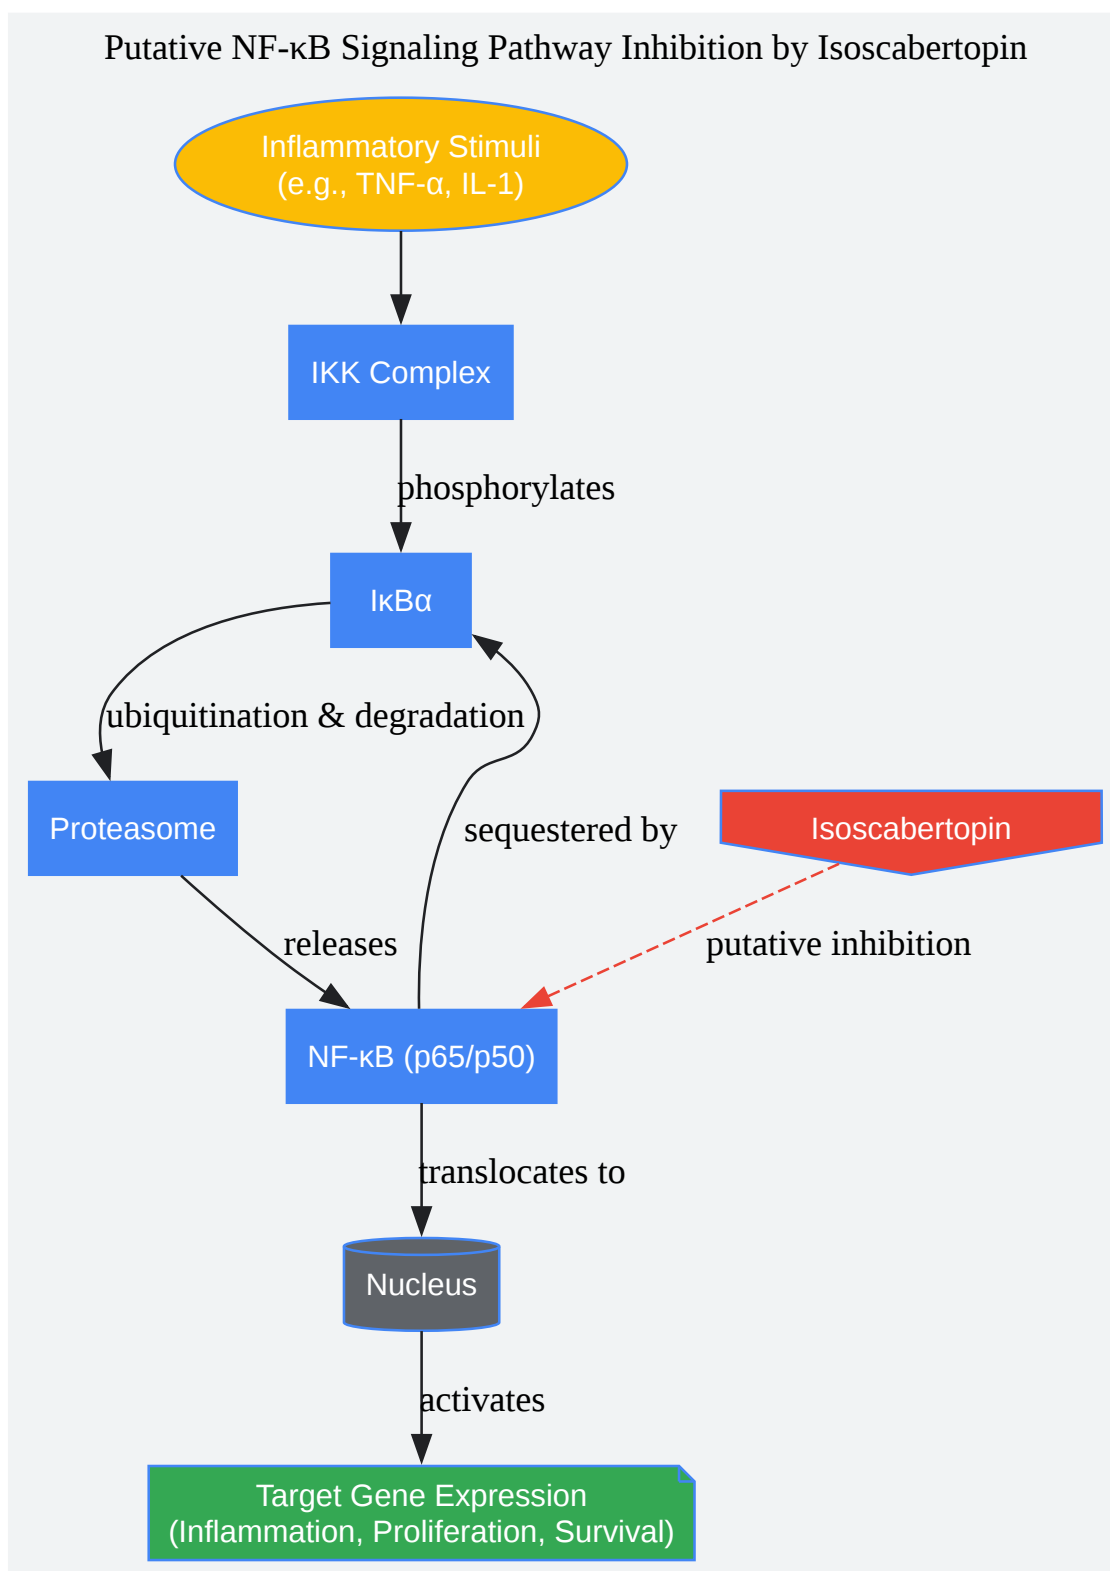 Putative NF-κB Signaling Pathway Inhibition by Isoscabertopin
Inflammatory Stimuli
(e.g., TNF-α, IL-1)
IKK Complex
phosphorylates
IκBα
ubiquitination & degradation
Proteasome
sequestered by
Isoscabertopin
releases
putative inhibition
NF-κB (p65/p50)
translocates to
Nucleus
activates
Target Gene Expression
(Inflammation, Proliferation, Survival)